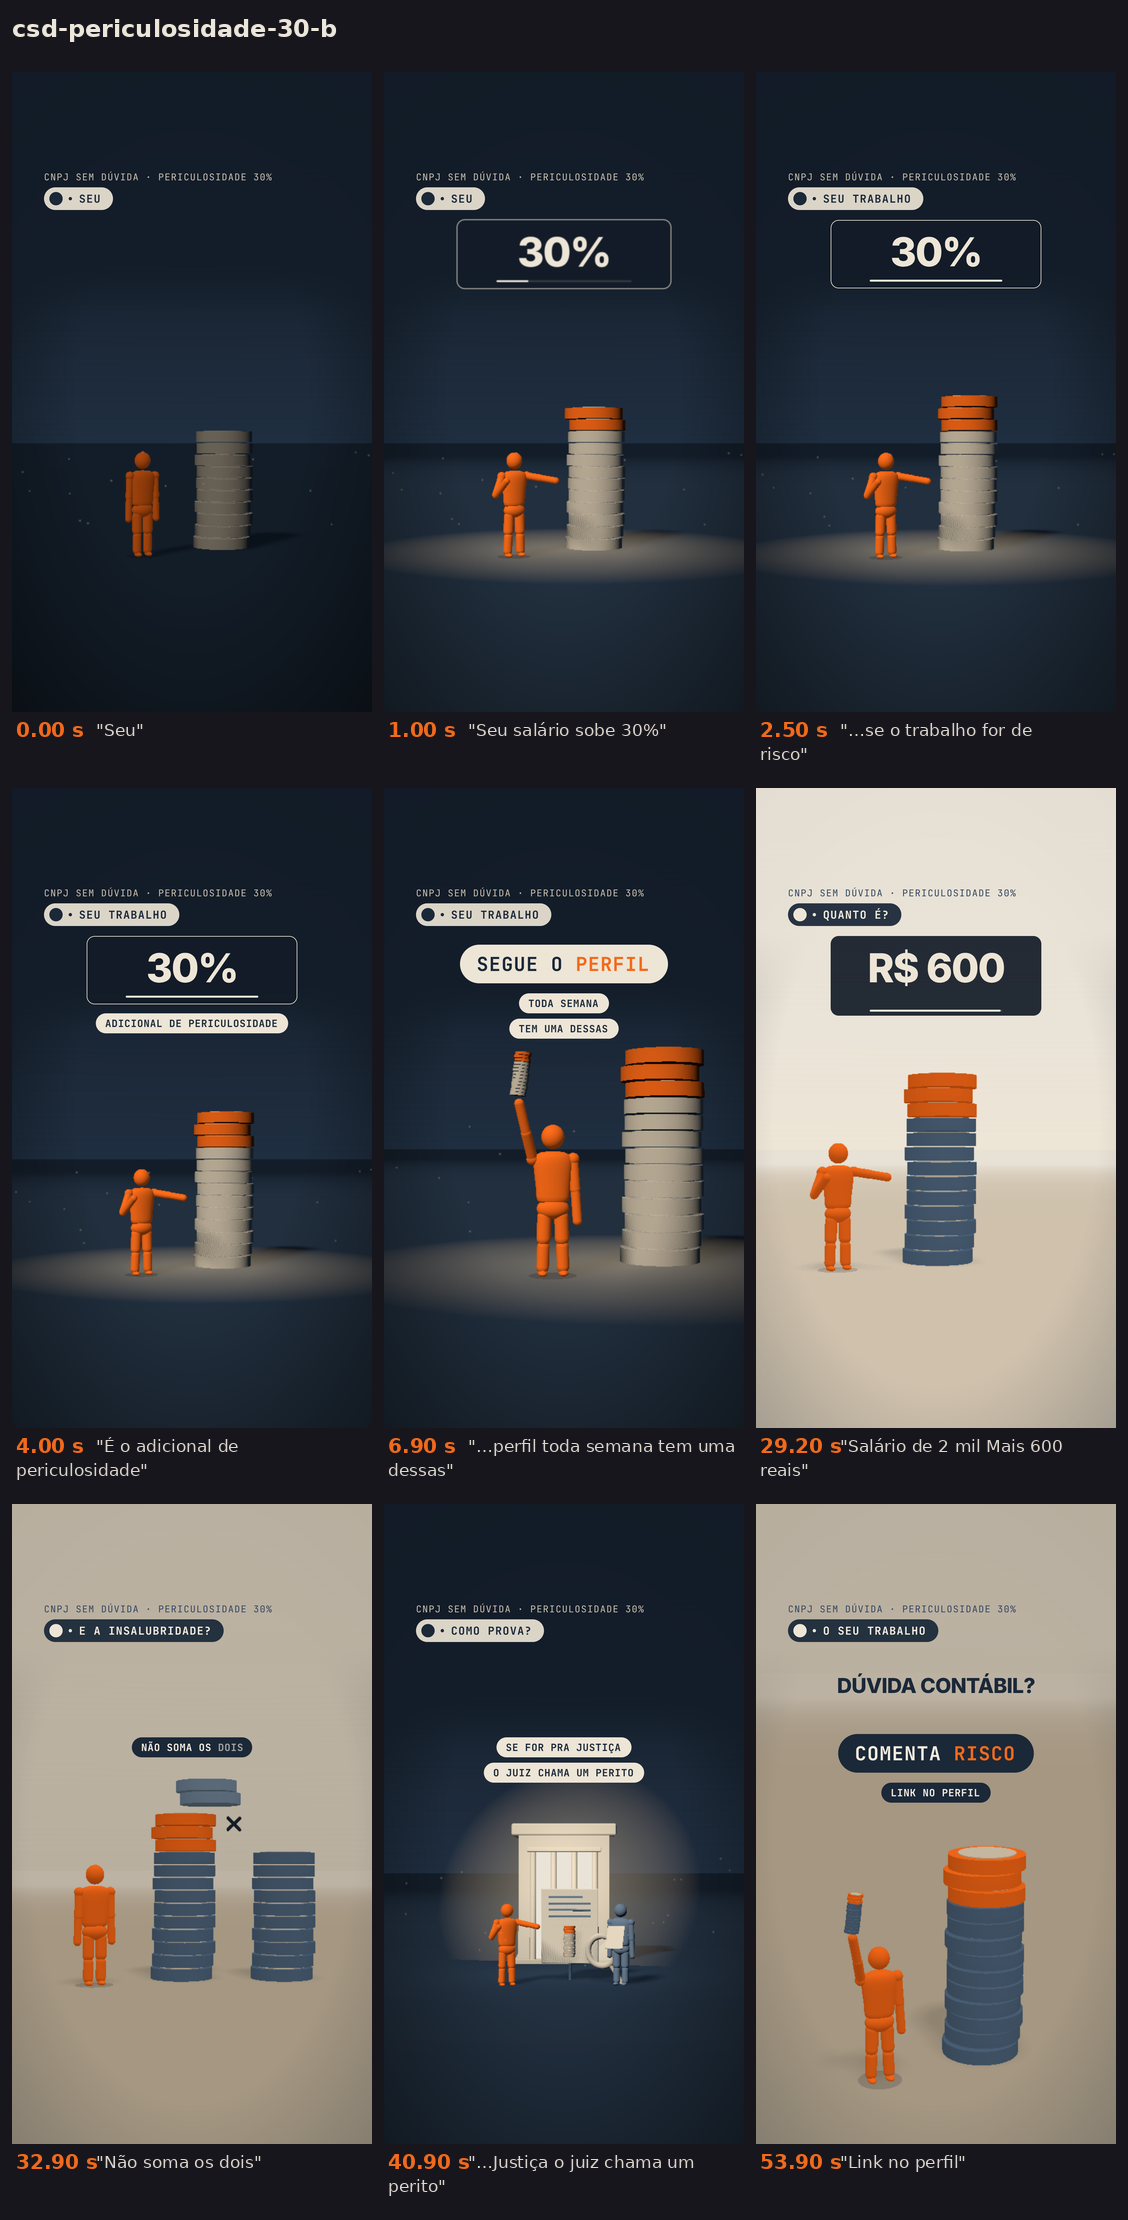 csd-periculosidade-30-b
CNPJ SEM DÚVIDA · PERICULOSIDADE 30%
• SEU
0.00 s "Seu"
CNPJ SEM DÚVIDA · PERICULOSIDADE 30%
• SEU
30%
1.00 s "Seu salário sobe 30%"
CNPJ SEM DÚVIDA · PERICULOSIDADE 30%
• SEU TRABALHO
30%
2.50 s "...se o trabalho for de
risco"
CNPJ SEM DÚVIDA · PERICULOSIDADE 30%
• SEU TRABALHO
30%
ADICIONAL DE PERICULOSIDADE
4.00 s "É o adicional de
periculosidade"
CNPJ SEM DÚVIDA · PERICULOSIDADE 30%
• SEU TRABALHO
SEGUE O PERFIL
TODA SEMANA
TEM UMA DESSAS
6.90 s "...perfil toda semana tem uma
dessas"
CNPJ SEM DÚVIDA · PERICULOSIDADE 30%
• QUANTO É?
R$ 600
29.20 s "Salário de 2 mil Mais 600
reais"
CNPJ SEM DÚVIDA · PERICULOSIDADE 30%
• E A INSALUBRIDADE?
NÃO SOMA OS DOIS
32.90 s "Não soma os dois"
CNPJ SEM DÚVIDA · PERICULOSIDADE 30%
• COMO PROVA?
SE FOR PRA JUSTIÇA
O JUIZ CHAMA UM PERITO
40.90 s "...Justiça o juiz chama um
perito"
CNPJ SEM DÚVIDA · PERICULOSIDADE 30%
• O SEU TRABALHO
DÚVIDA CONTÁBIL?
COMENTA RISCO
LINK NO PERFIL
53.90 s "Link no perfil"